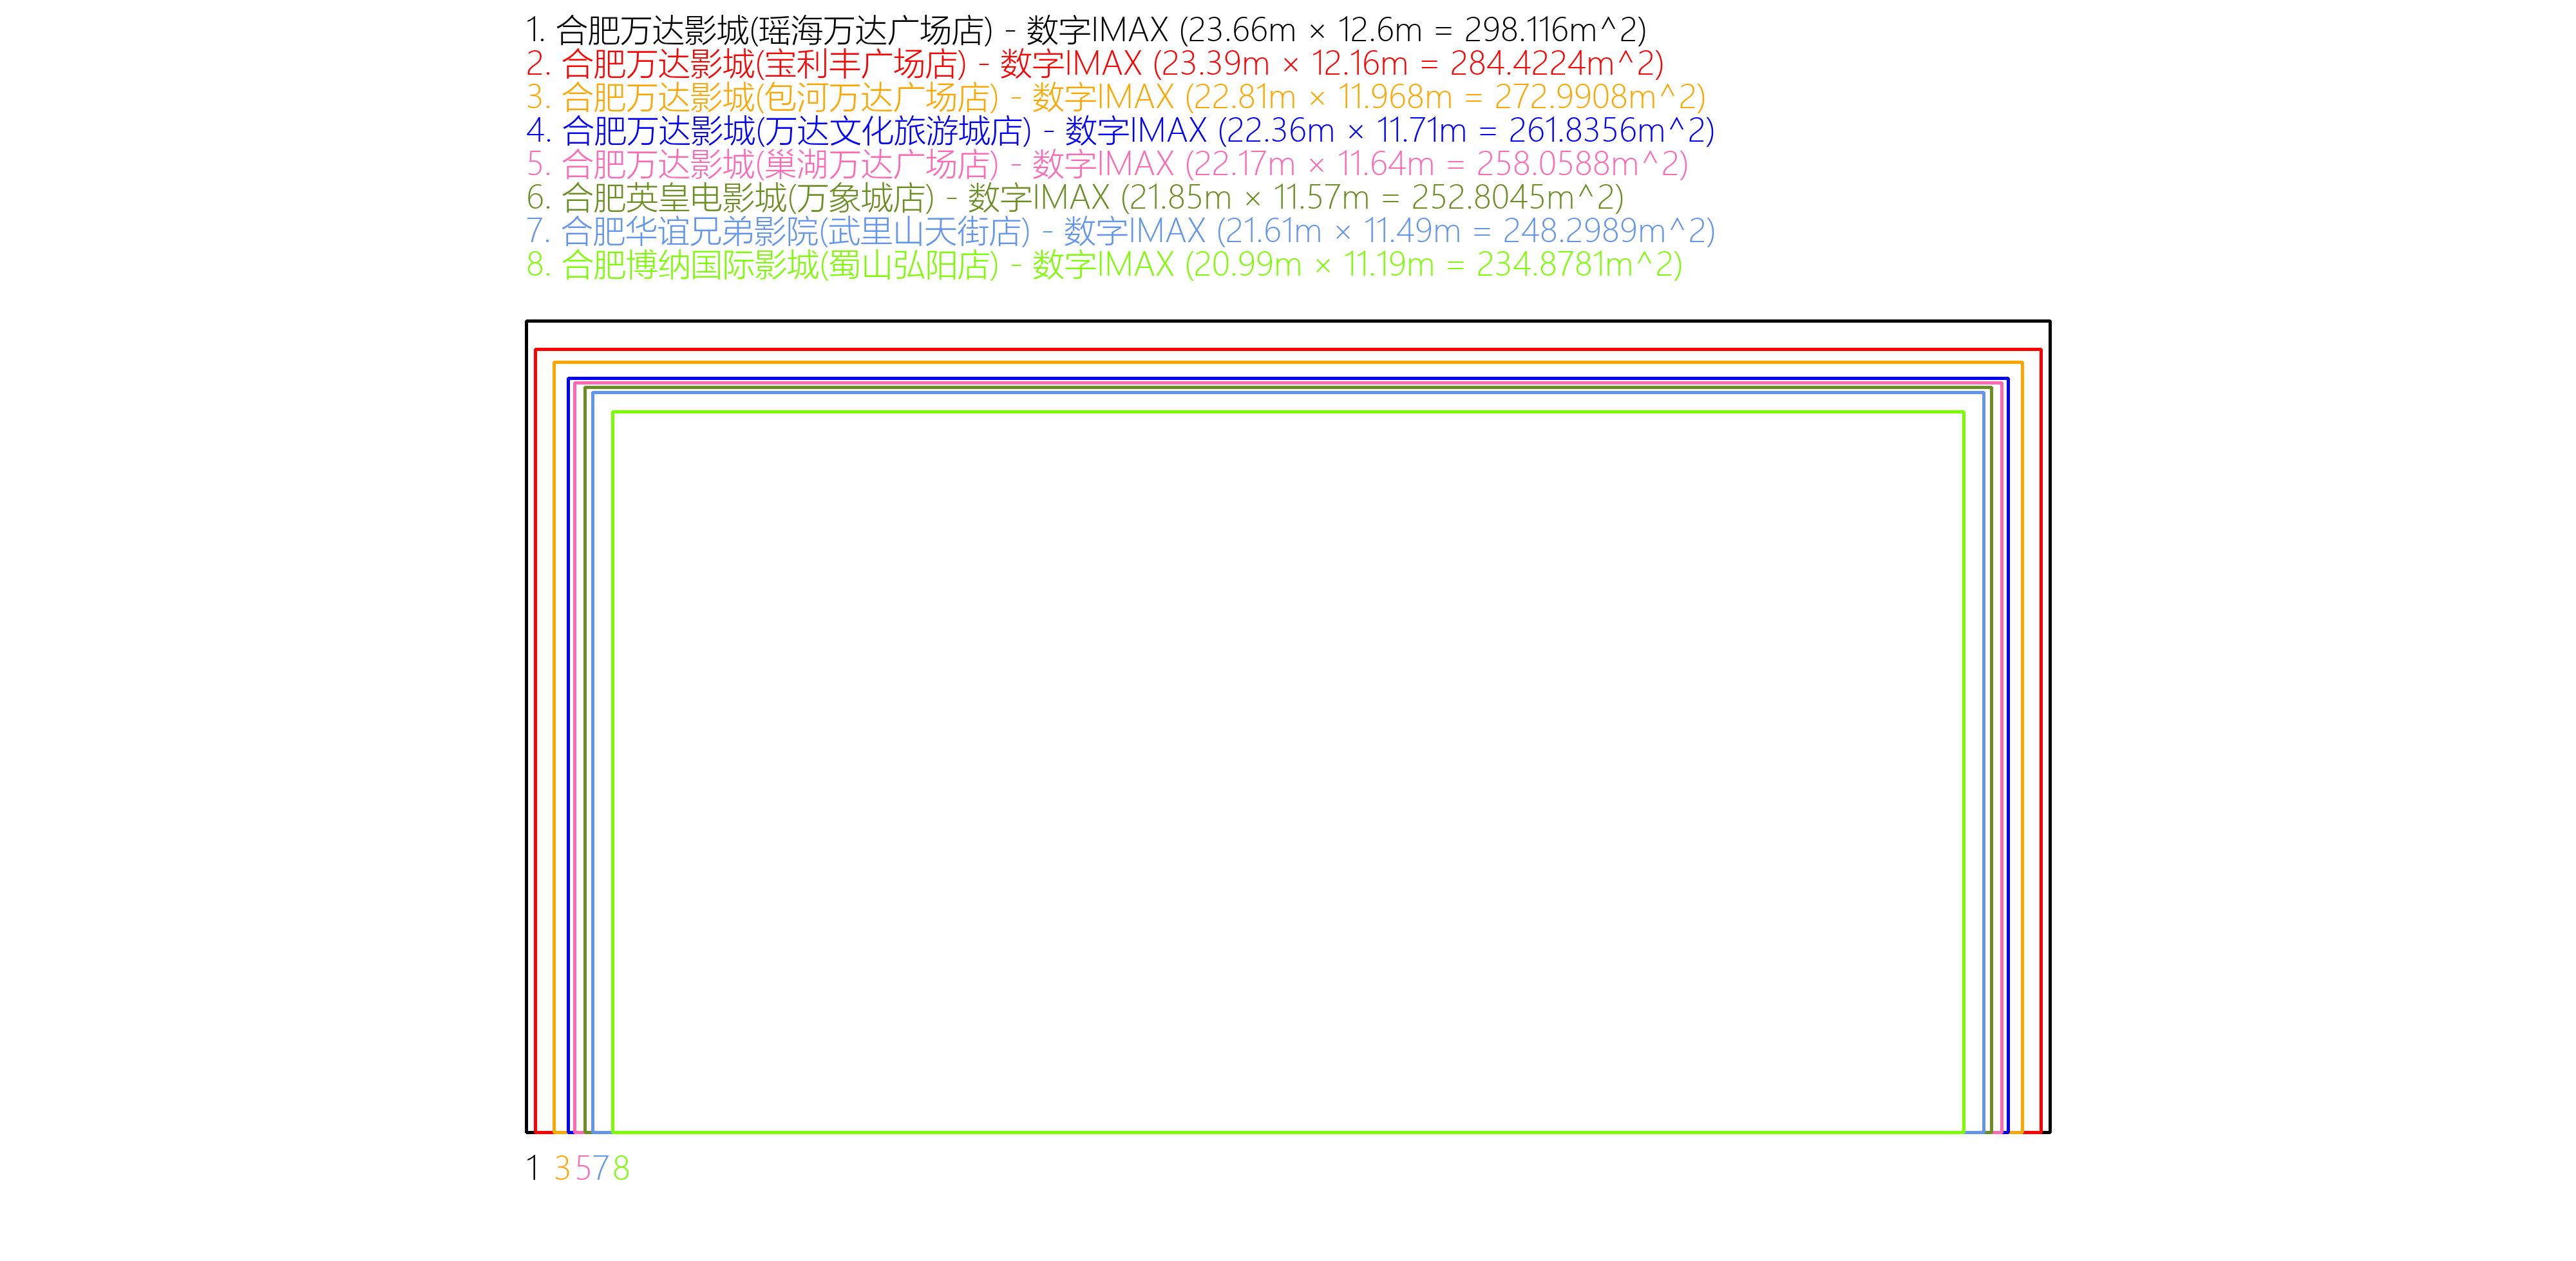 1. 合肥万达影城(瑶海万达广场店) - 数字IMAX (23.66m × 12.6m = 298.116m^2)
2. 合肥万达影城(宝利丰广场店) - 数字IMAX (23.39m × 12.16m = 284.4224m^2)
3. 合肥万达影城(包河万达广场店) - 数字IMAX (22.81m × 11.968m = 272.9908m^2)
4. 合肥万达影城(万达文化旅游城店) - 数字IMAX (22.36m × 11.71m = 261.8356m^2)
5. 合肥万达影城(巢湖万达广场店) - 数字IMAX (22.17m × 11.64m = 258.0588m^2)
6. 合肥英皇电影城(万象城店) - 数字IMAX (21.85m × 11.57m = 252.8045m^2)
7. 合肥华谊兄弟影院(武里山天街店) - 数字IMAX (21.61m × 11.49m = 248.2989m^2)
8. 合肥博纳国际影城(蜀山弘阳店) - 数字IMAX (20.99m × 11.19m = 234.8781m^2)
1 3 5 7 8